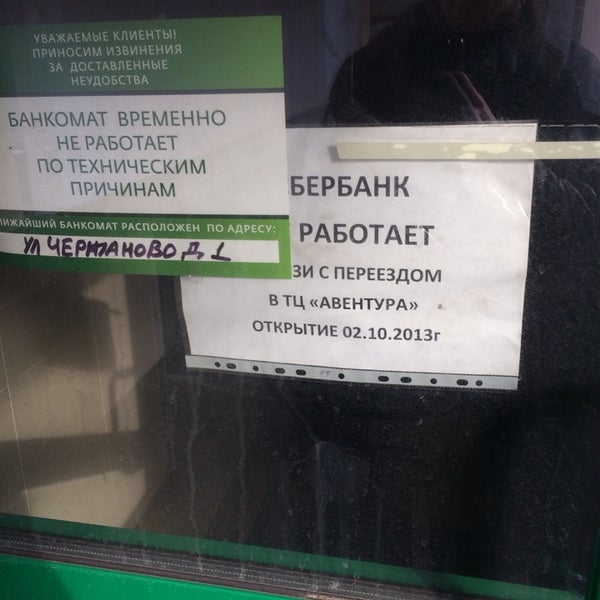 УВАЖАЕМЫЕ КЛИЕНТЫ!
ПРИНОСИМ ИЗВИНЕНИЯ
ЗА ДОСТАВЛЕННЫЕ
НЕУДОБСТВА
БАНКОМАТ ВРЕМЕННО
НЕ РАБОТАЕТ
ПО ТЕХНИЧЕСКИМ
ПРИЧИНАМ
ЛИЖАЙШИЙ БАНКОМАТ РАСПОЛОЖЕН ПО АДРЕСУ:
УЛ ЧЕРТАНОВО Д 1
БЕРБАНК
РАБОТАЕТ
ЗИ С ПЕРЕЕЗДОМ
В ТЦ «АВЕНТУРА»
ОТКРЫТИЕ 02.10.2013г